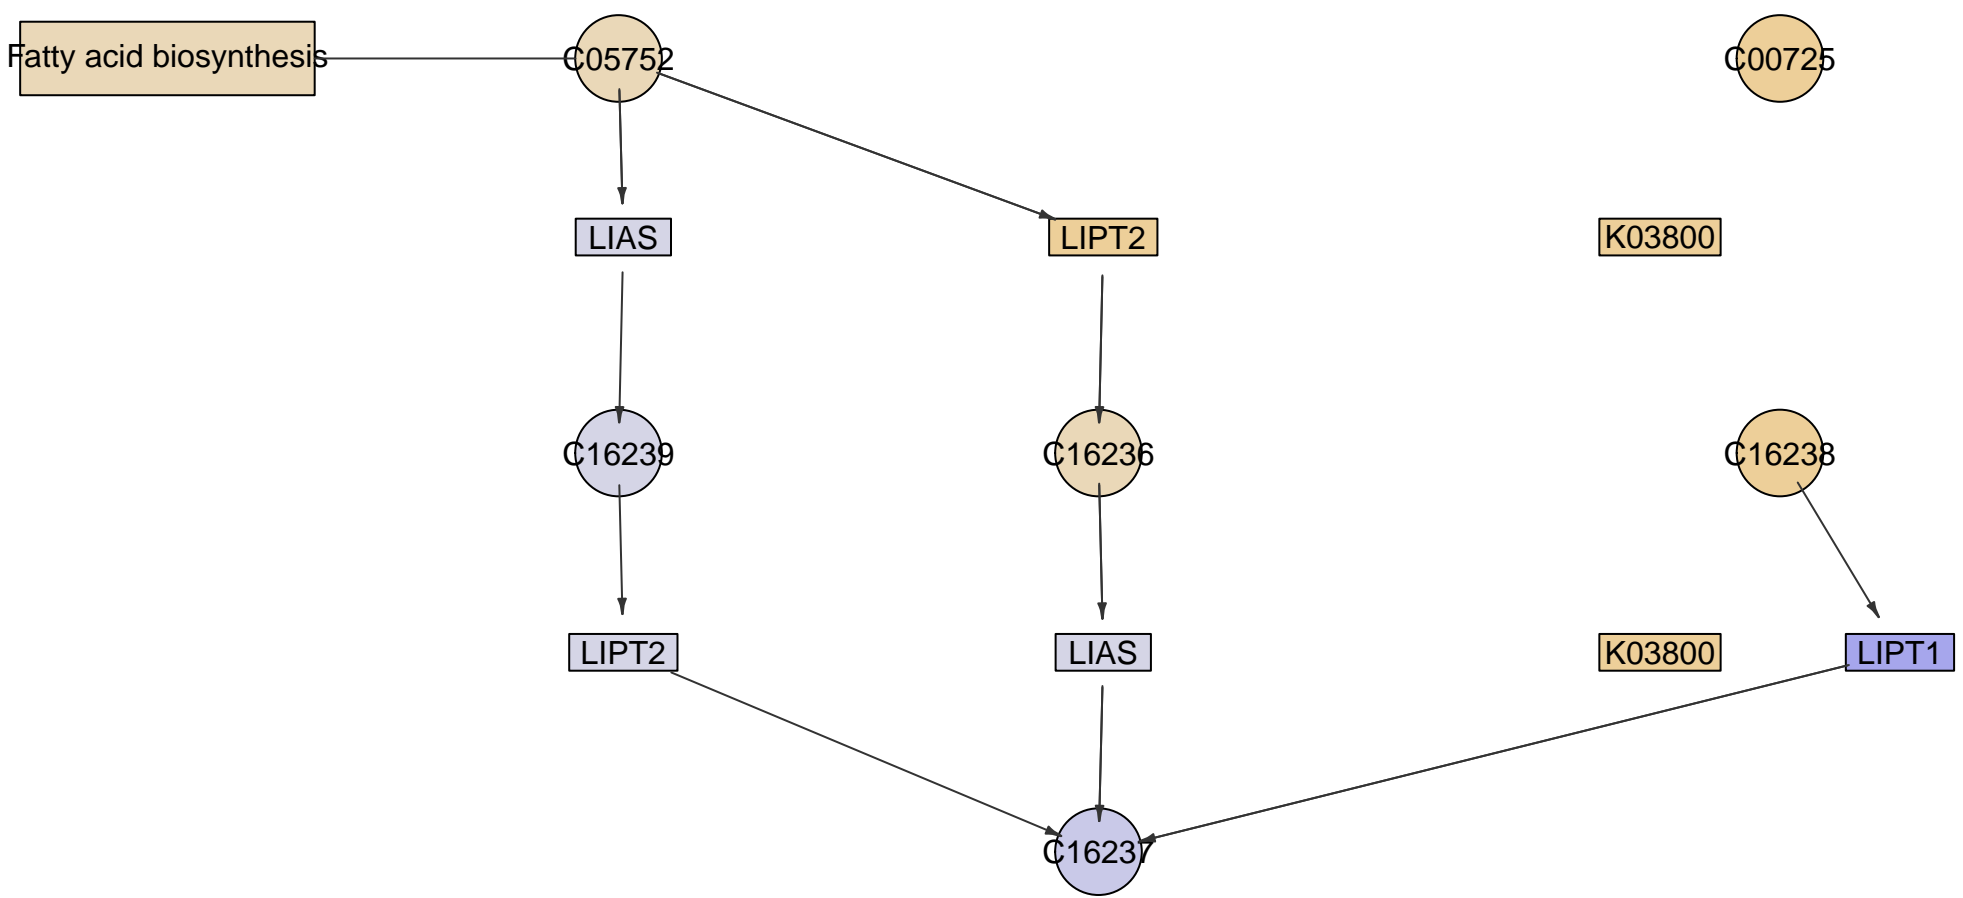 Fatty acid biosynthesis
C05752
C00725
LIAS
LIPT2
K03800
C16239
C16236
C16238
LIPT2
LIAS
K03800
LIPT1
C16237